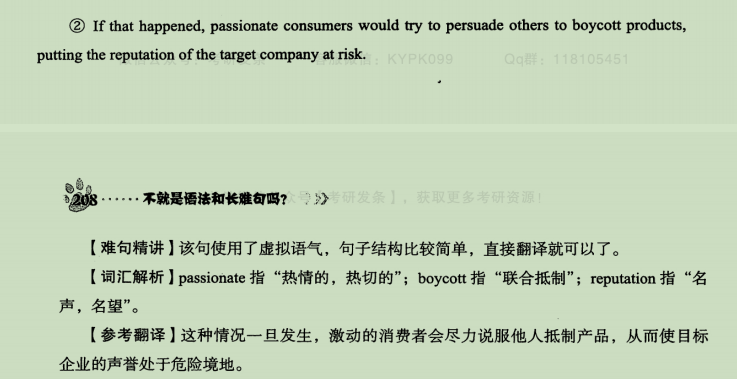 ② If that happened, passionate consumers would try to persuade others to boycott products,
putting the reputation of the target company at risk.
KYPK099 Qq群：118105451
208 ······ 不就是语法和长难句吗？ 》》
考研发条】，获取更多考研资源！
【难句精讲】该句使用了虚拟语气，句子结构比较简单，直接翻译就可以了。
【词汇解析】passionate 指“热情的，热切的”；boycott 指“联合抵制”；reputation 指“名
声，名望”。
【参考翻译】这种情况一旦发生，激动的消费者会尽力说服他人抵制产品，从而使目标
企业的声誉处于危险境地。